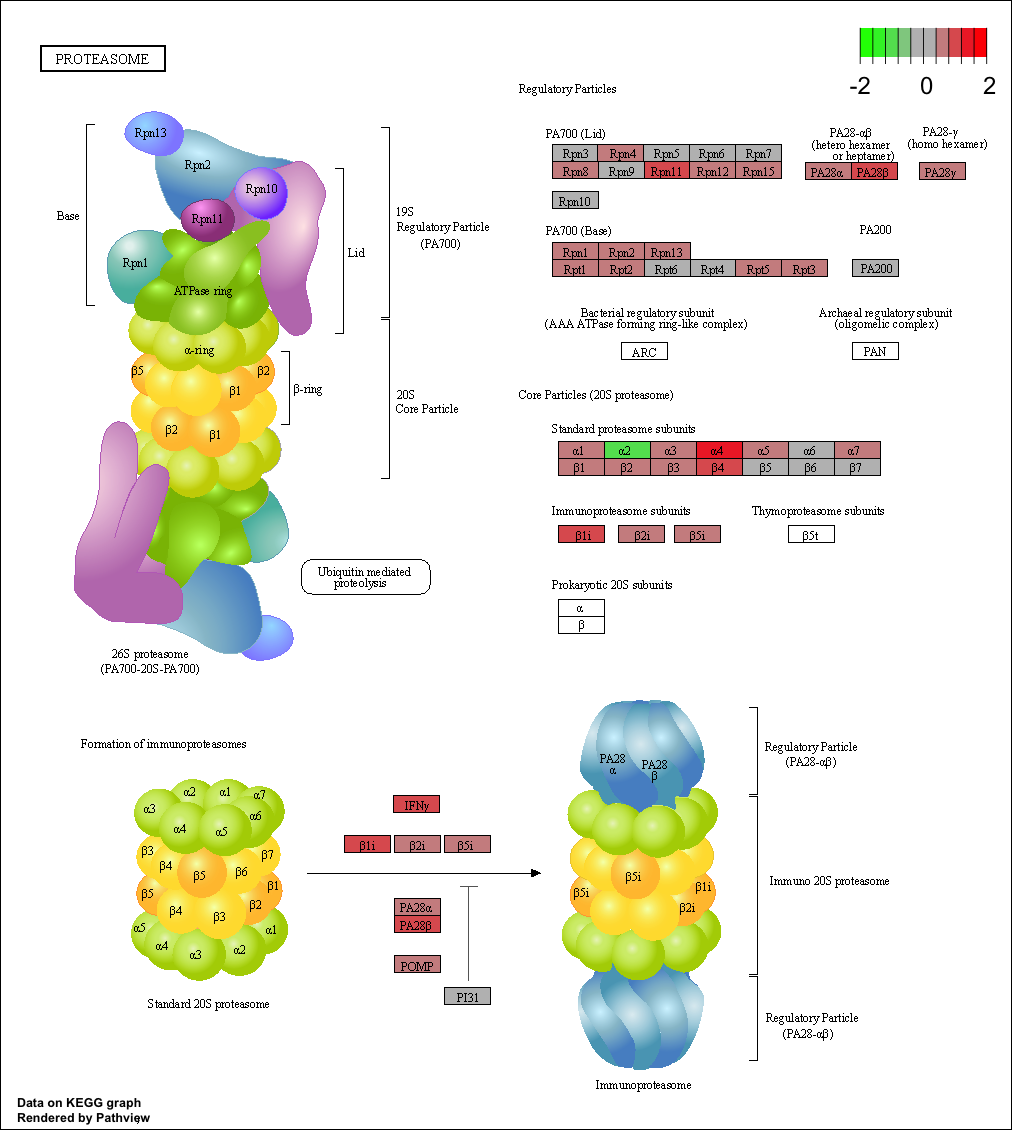 PROTEASOME
-2 0 2
Regulatory Particles
PA700 (Lid)
Rpn3 Rpn4 Rpn5 Rpn6 Rpn7
Rpn8 Rpn9 Rpn11 Rpn12 Rpn15
Rpn10
PA28-αβ
(hetero hexamer
or heptamer)
PA28α PA28β
PA28-γ
(homo hexamer)
PA28γ
PA700 (Base)
Rpn1 Rpn2 Rpn13
Rpt1 Rpt2 Rpt6 Rpt4 Rpt5 Rpt3
PA200
PA200
Bacterial regulatory subunit
(AAA ATPase forming ring-like complex)
ARC
Archaeal regulatory subunit
(oligomelic complex)
PAN
Rpn13
Rpn2
Rpn10
Rpn11
Rpn1
ATPase ring
Base
Lid
19S
Regulatory Particle
(PA700)
α-ring
β5
β2
β1
β-ring
β2
β1
20S
Core Particle
26S proteasome
(PA700-20S-PA700)
Ubiquitin mediated
proteolysis
Core Particles (20S proteasome)
Standard proteasome subunits
α1 α2 α3 α4 α5 α6 α7
β1 β2 β3 β4 β5 β6 β7
Immunoproteasome subunits
β1i β2i β5i
Thymoproteasome subunits
β5t
Prokaryotic 20S subunits
α
β
Formation of immunoproteasomes
α3 α2 α1 α7
α4 α5 α6
β3 β4 β5 β6 β7
β5 β4 β3 β2 β1
α5 α4 α3 α2 α1
Standard 20S proteasome
IFNγ
β1i β2i β5i
PA28α
PA28β
POMP
PI31
PA28
α
PA28
β
β5i
β5i
β1i
β2i
Immunoproteasome
Regulatory Particle
(PA28-αβ)
Immuno 20S proteasome
Regulatory Particle
(PA28-αβ)
Data on KEGG graph
Rendered by Pathview